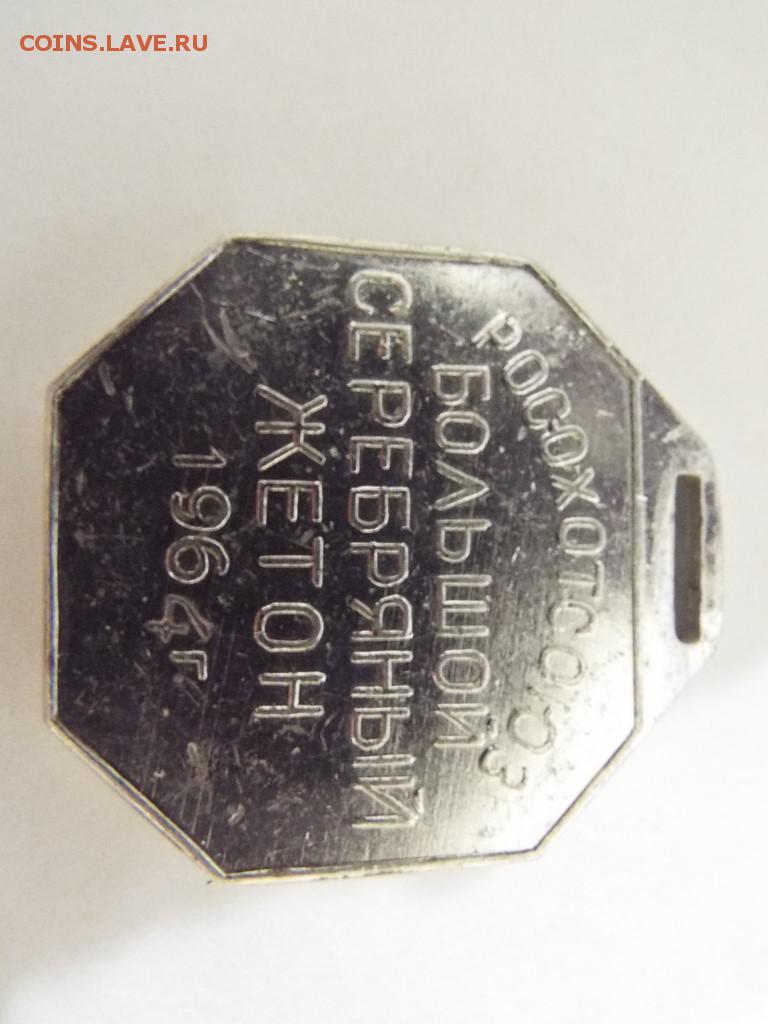 COINS.LAVE.RU
РОСОХОТСОЮЗ
БОЛЬШОЙ
СЕРЕБРЯНЫЙ
ЖЕТОН
1964г